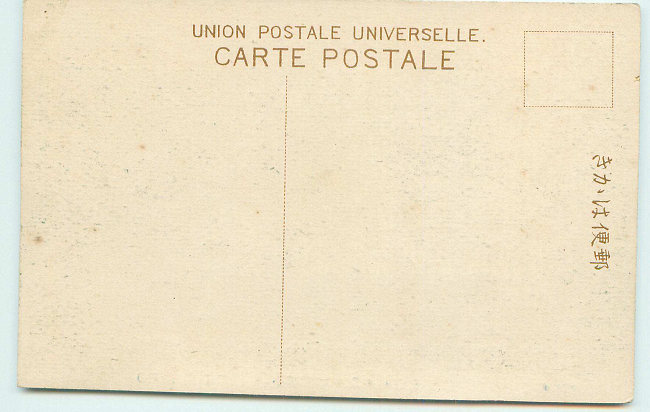 UNION POSTALE UNIVERSELLE.
CARTE POSTALE
きかは便郵